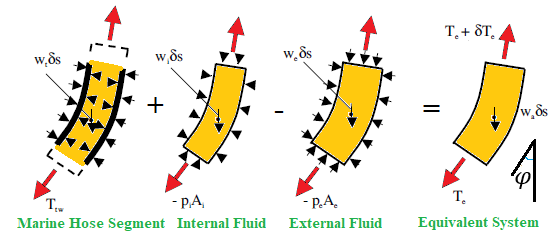 wₜδs
wᵢδs
wₑδs
Tₑ + δTₑ
+
+
-
=
wₐδs
φ
Tₜw
- pᵢAᵢ
- pₑAₑ
Tₑ
Marine Hose Segment
Internal Fluid
External Fluid
Equivalent System